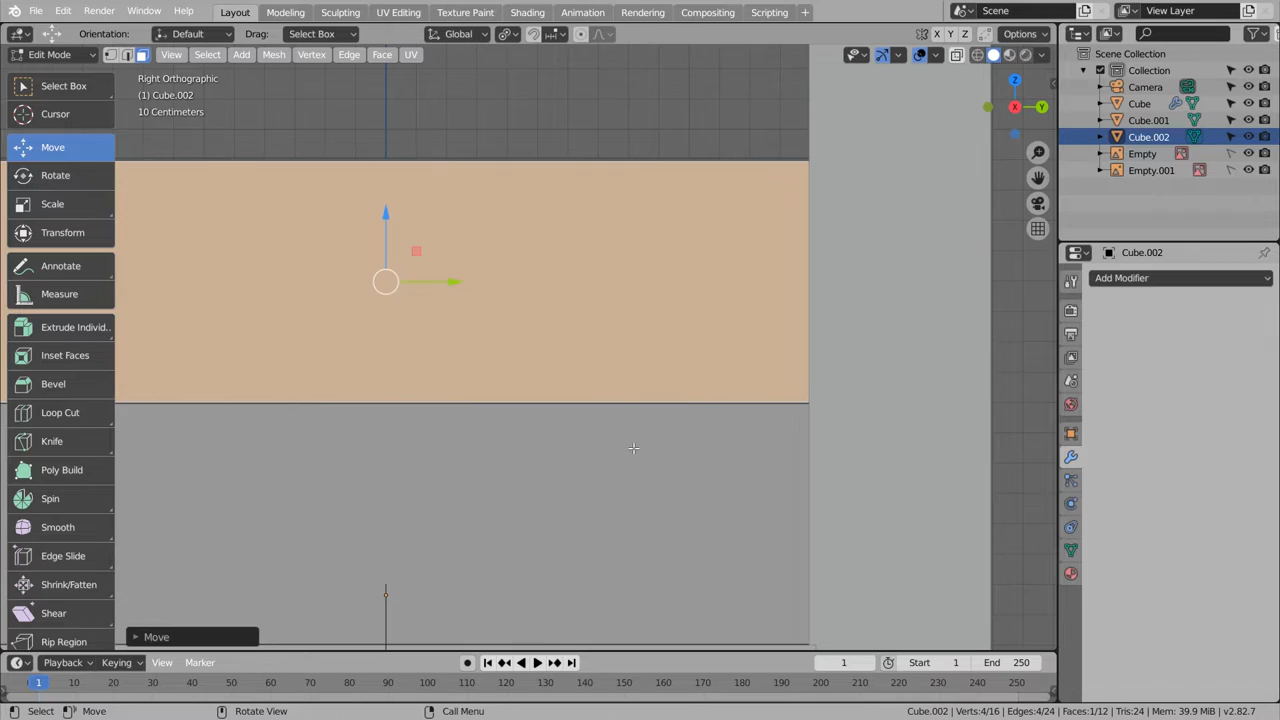 File Edit Render Window Help Layout Modeling Sculpting UV Editing Texture Paint Shading Animation Rendering Compositing Scripting + Scene View Layer
Orientation: Default Drag: Select Box Global X Y Z Options
Edit Mode View Select Add Mesh Vertex Edge Face UV
Scene Collection
Collection
Camera
Cube
Cube.001
Cube.002
Empty
Empty.001
Right Orthographic
(1) Cube.002
10 Centimeters
Z
X
Y
Select Box
Cursor
Move
Rotate
Scale
Transform
Annotate
Measure
Extrude Individ..
Inset Faces
Bevel
Loop Cut
Knife
Poly Build
Spin
Smooth
Edge Slide
Shrink/Fatten
Shear
Rip Region
Move
Cube.002
Add Modifier
Playback Keying View Marker 1 Start 1 End 250
1 10 20 30 40 50 60 70 80 90 100 110 120 130 140 150 160 170 180 190 200 210 220 230 240 250
Select Move Rotate View Call Menu Cube.002 | Verts:4/16 | Edges:4/24 | Faces:1/12 | Tris:24 | Mem: 39.9 MiB | v2.82.7